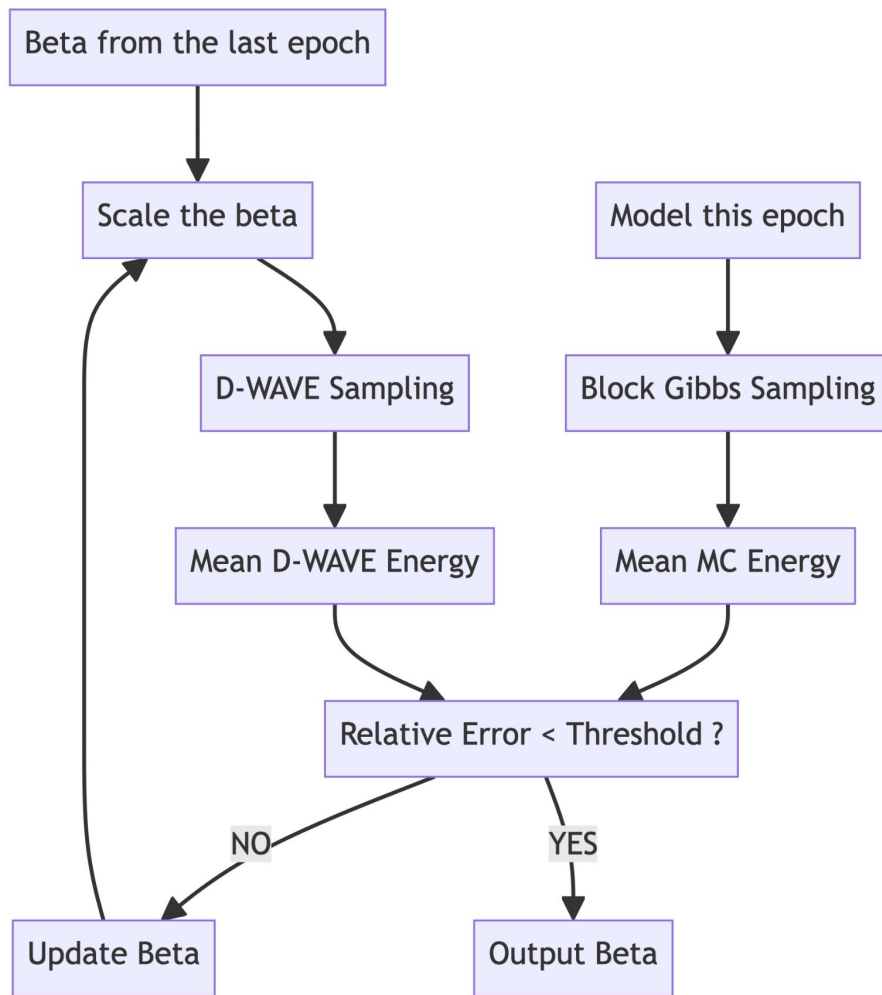 Beta from the last epoch
Scale the beta
Model this epoch
D-WAVE Sampling
Block Gibbs Sampling
Mean D-WAVE Energy
Mean MC Energy
Relative Error < Threshold ?
NO
YES
Update Beta
Output Beta